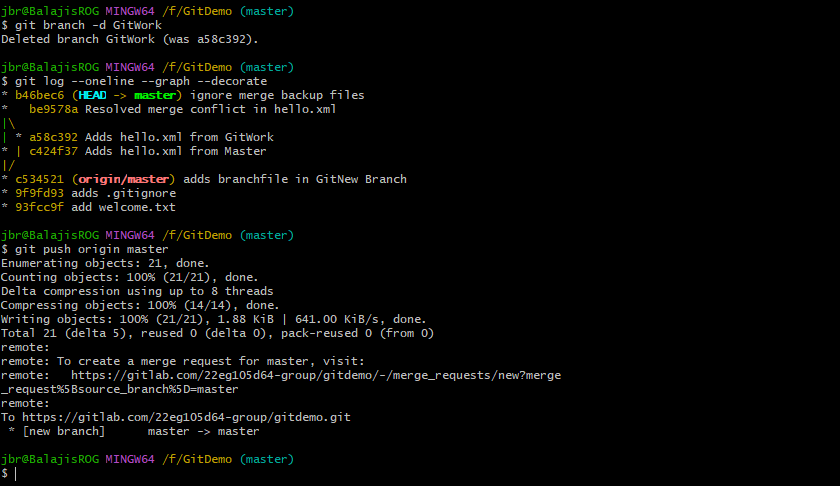 jbr@BalajisROG MINGW64 /f/GitDemo (master)
$ git branch -d GitWork
Deleted branch GitWork (was a58c392).
jbr@BalajisROG MINGW64 /f/GitDemo (master)
$ git log --oneline --graph --decorate
* b46bec6 (HEAD -> master) ignore merge backup files
*   be9578a Resolved merge conflict in hello.xml
|\
| * a58c392 Adds hello.xml from GitWork
* | c424f37 Adds hello.xml from Master
|/
* c534521 (origin/master) adds branchfile in GitNew Branch
* 9f9fd93 adds .gitignore
* 93fcc9f add welcome.txt
jbr@BalajisROG MINGW64 /f/GitDemo (master)
$ git push origin master
Enumerating objects: 21, done.
Counting objects: 100% (21/21), done.
Delta compression using up to 8 threads
Compressing objects: 100% (14/14), done.
Writing objects: 100% (21/21), 1.88 KiB | 641.00 KiB/s, done.
Total 21 (delta 5), reused 0 (delta 0), pack-reused 0 (from 0)
remote:
remote: To create a merge request for master, visit:
remote:   https://gitlab.com/22eg105d64-group/gitdemo/-/merge_requests/new?merge
_request%5Bsource_branch%5D=master
remote:
To https://gitlab.com/22eg105d64-group/gitdemo.git
 * [new branch]      master -> master
jbr@BalajisROG MINGW64 /f/GitDemo (master)
$